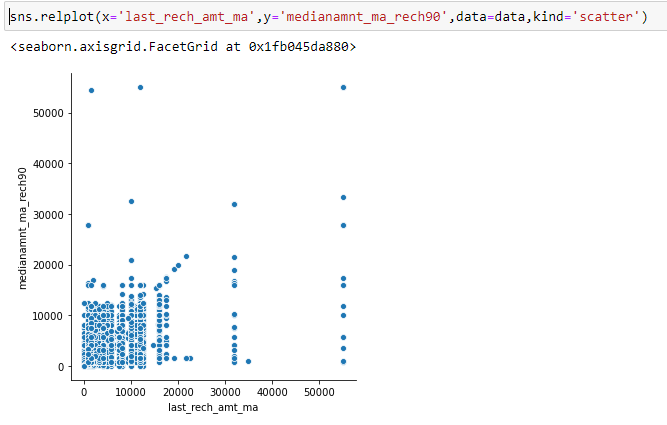 sns.relplot(x='last_rech_amt_ma',y='medianamnt_ma_rech90',data=data,kind='scatter')
<seaborn.axisgrid.FacetGrid at 0x1fb045da880>
50000
40000
30000
20000
10000
0
medianamnt_ma_rech90
0 10000 20000 30000 40000 50000
last_rech_amt_ma